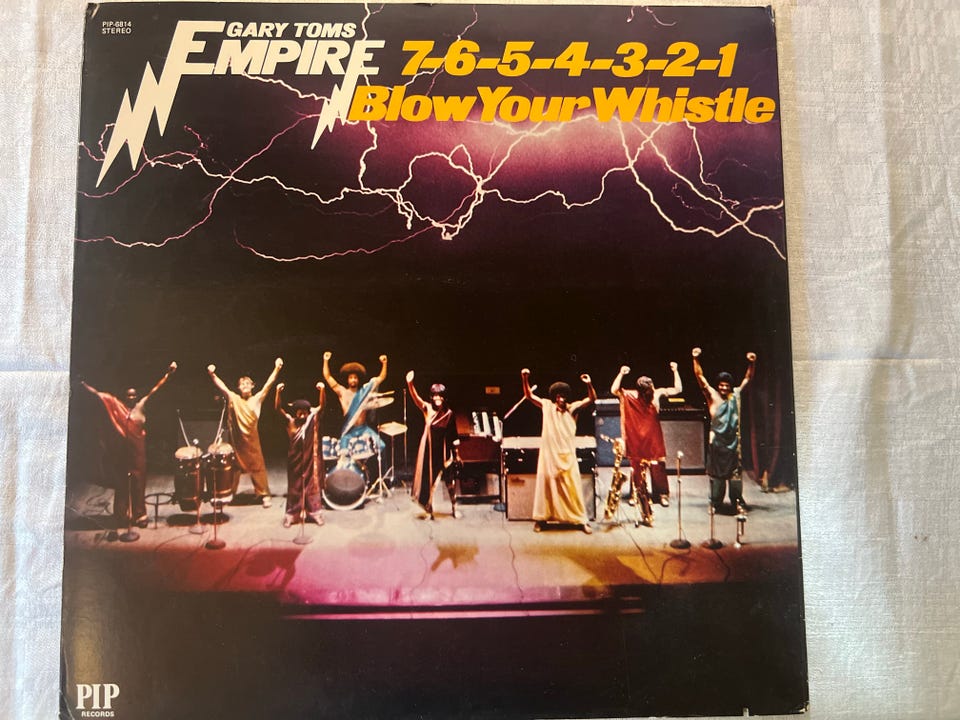 PIP-6814
STEREO
GARY TOMS
EMPIRE
7-6-5-4-3-2-1
Blow Your Whistle
PIP
RECORDS